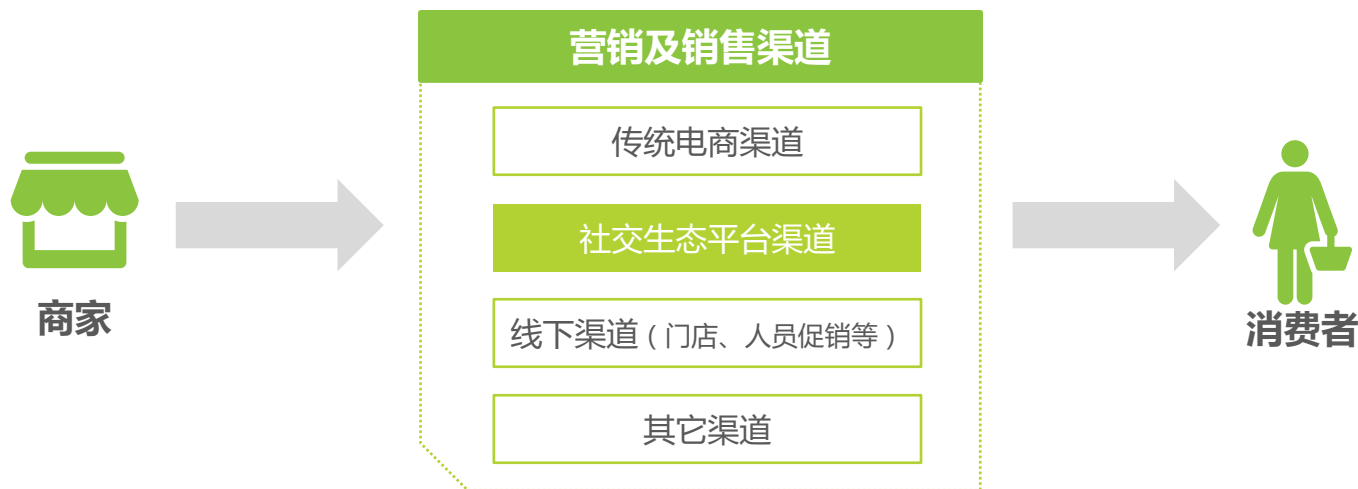 营销及销售渠道
传统电商渠道
社交生态平台渠道
线下渠道（门店、人员促销等）
其它渠道
商家
消费者